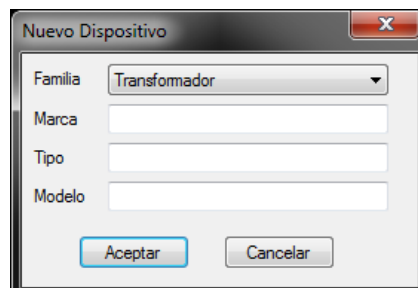 Nuevo Dispositivo
Familia Transformador
Marca
Tipo
Modelo
Aceptar Cancelar